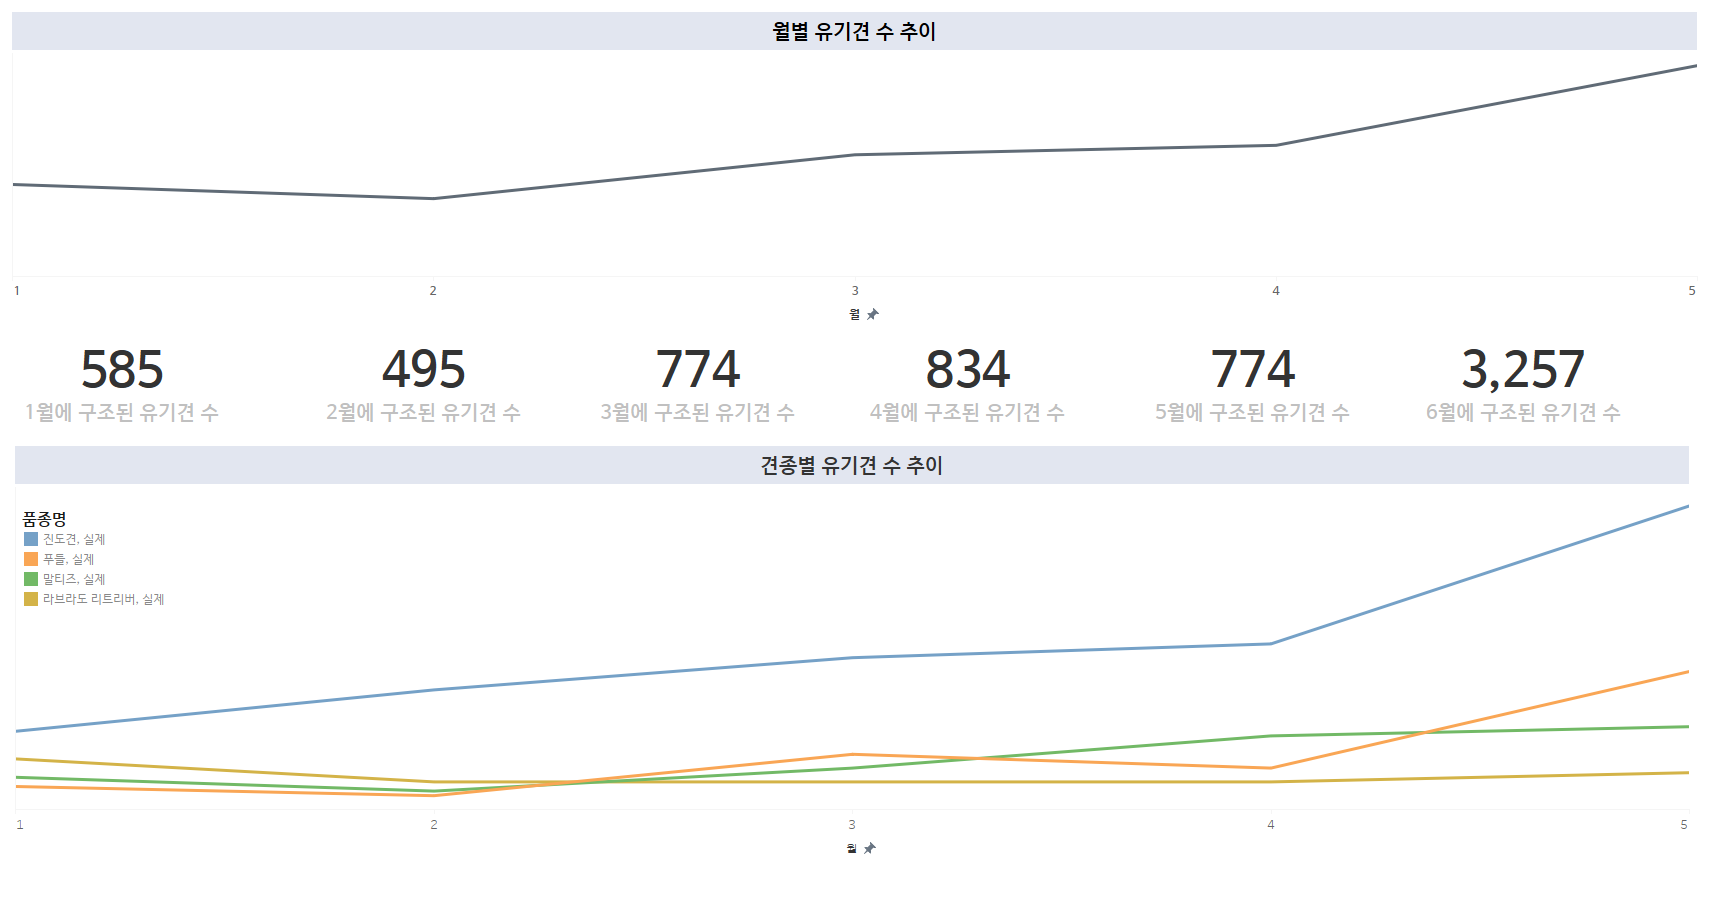 월별 유기견 수 추이
1 2 3 4 5
월
585 495 774 834 774 3,257
1월에 구조된 유기견 수 2월에 구조된 유기견 수 3월에 구조된 유기견 수 4월에 구조된 유기견 수 5월에 구조된 유기견 수 6월에 구조된 유기견 수
견종별 유기견 수 추이
품종명
진도견, 실제
푸들, 실제
말티즈, 실제
라브라도 리트리버, 실제
1 2 3 4 5
월